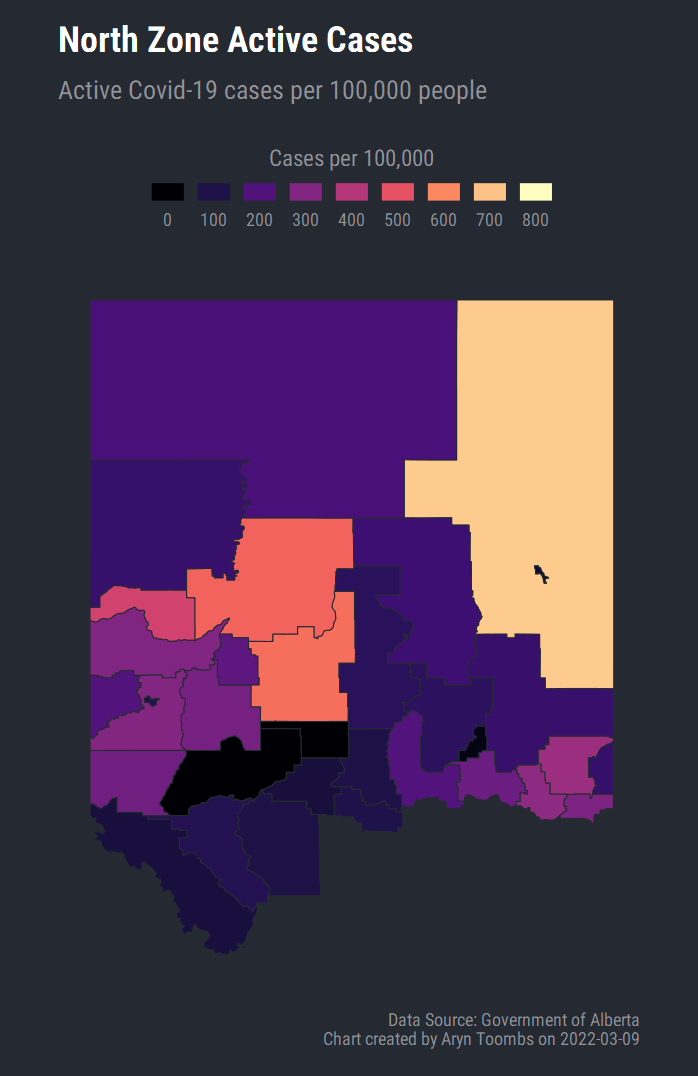 North Zone Active Cases
Active Covid-19 cases per 100,000 people
Cases per 100,000
0 100 200 300 400 500 600 700 800
Data Source: Government of Alberta
Chart created by Aryn Toombs on 2022-03-09